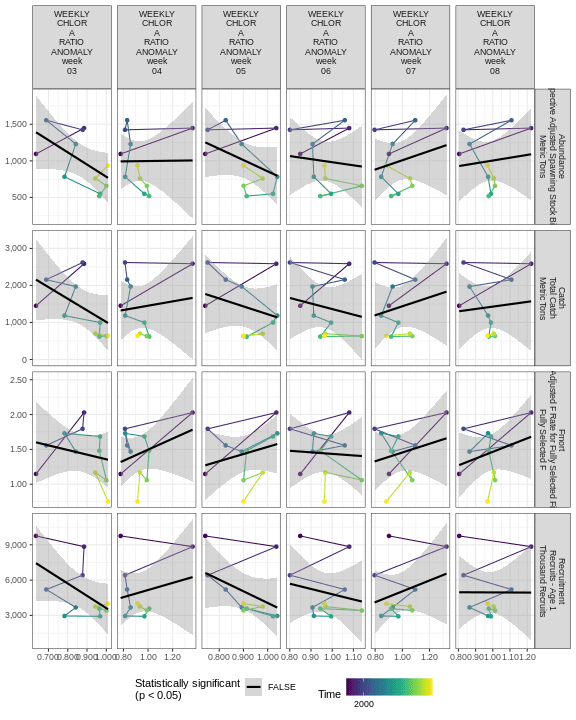 WEEKLY
CHLOR
A
RATIO
ANOMALY
week
03
WEEKLY
CHLOR
A
RATIO
ANOMALY
week
04
WEEKLY
CHLOR
A
RATIO
ANOMALY
week
05
WEEKLY
CHLOR
A
RATIO
ANOMALY
week
06
WEEKLY
CHLOR
A
RATIO
ANOMALY
week
07
WEEKLY
CHLOR
A
RATIO
ANOMALY
week
08
1,500
1,000
500
Abundance
Adjusted Spawning Stock
Metric Tons
3,000
2,000
1,000
0
Catch
Total Catch
Metric Tons
2.50
2.00
1.50
1.00
Fmort
Adjusted F Rate for Fully Selected
Fully Selected F
9,000
6,000
3,000
Recruitment
Recruits - Age 1
Thousand Recruits
0.700 0.800 0.900 1.000
0.80 1.00 1.20
0.800 0.900 1.000
0.80 0.90 1.00 1.10
0.80 1.00 1.20
0.80 0.90 1.00 1.10 1.20
Statistically significant
(p < 0.05)
FALSE
Time
2000